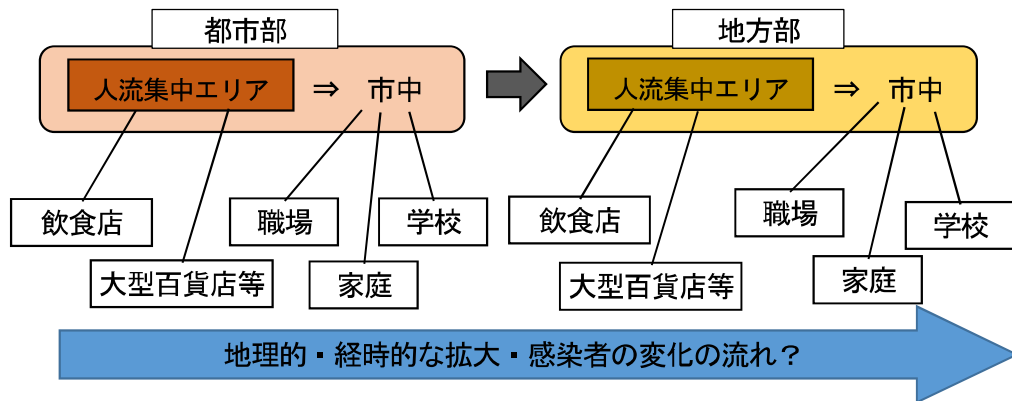 都市部
人流集中エリア ⇒ 市中
飲食店
大型百貨店等
職場
家庭
学校
地方部
人流集中エリア ⇒ 市中
飲食店
大型百貨店等
職場
家庭
学校
地理的・経時的な拡大・感染者の変化の流れ？